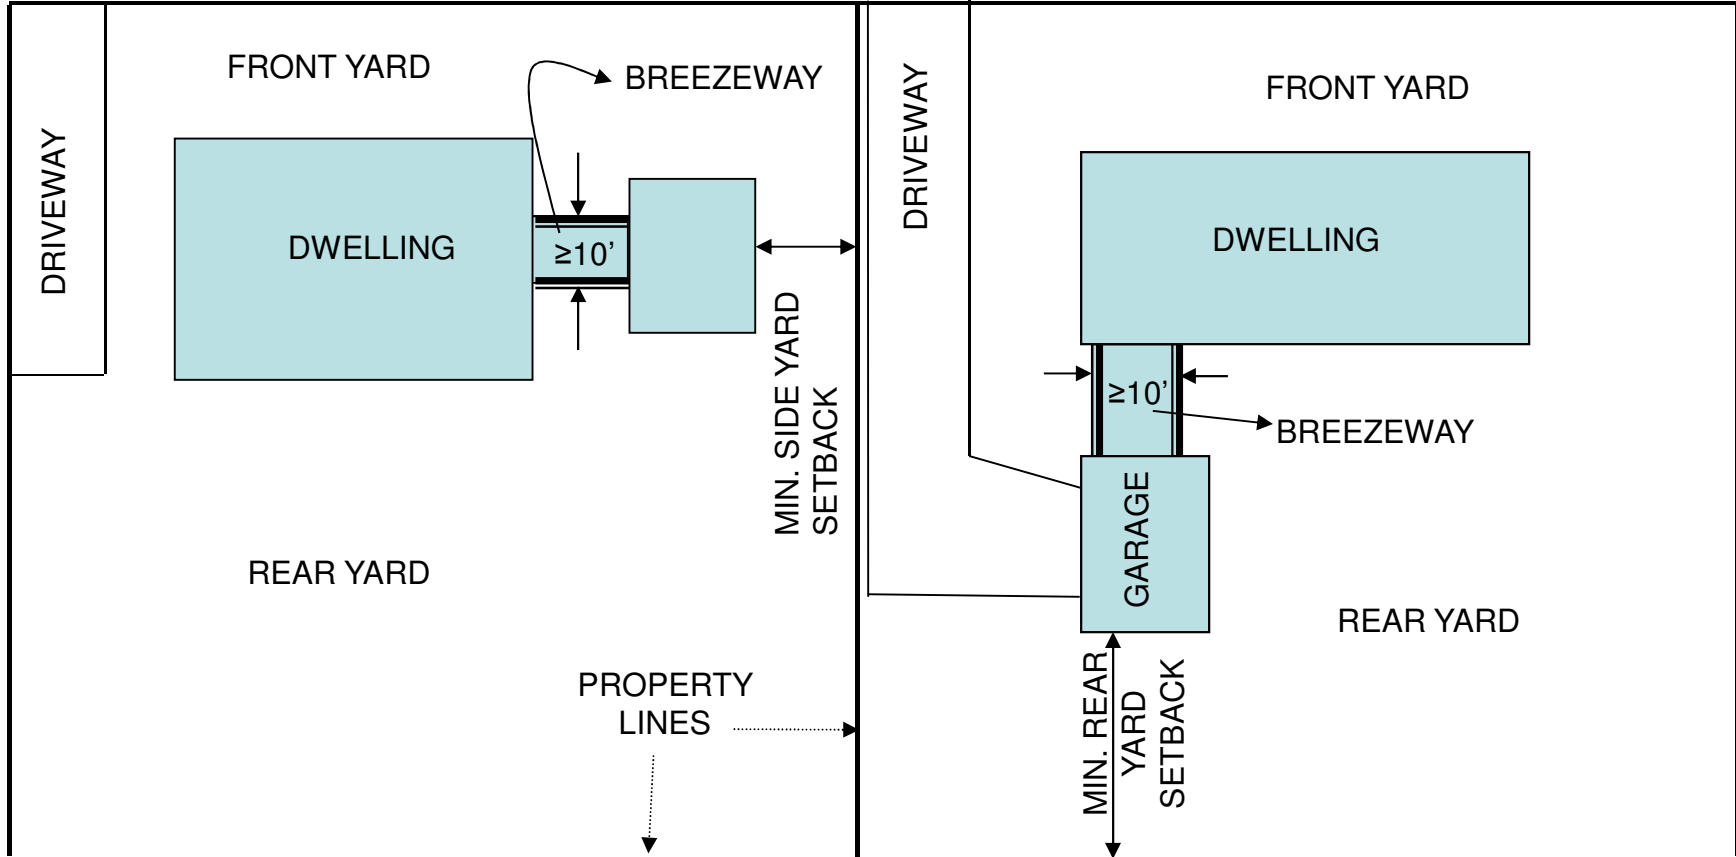 FRONT YARD
BREEZEWAY
DRIVEWAY
DWELLING
≥10’
MIN. SIDE YARD
SETBACK
REAR YARD
PROPERTY
LINES
DRIVEWAY
FRONT YARD
DWELLING
≥10’
BREEZEWAY
GARAGE
REAR YARD
MIN. REAR
YARD
SETBACK